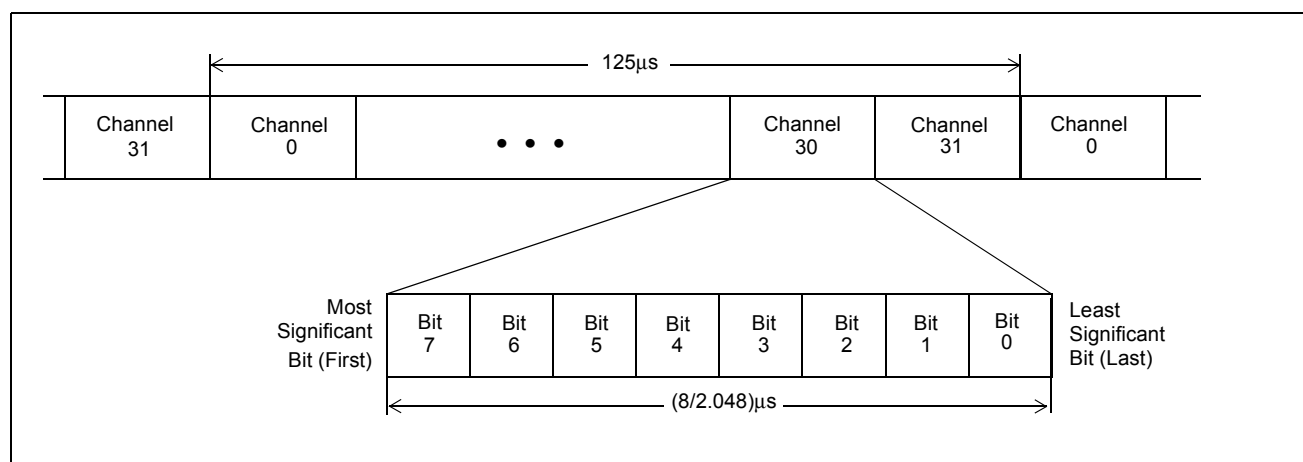 125μs
Channel
31
Channel
0
• • •
Channel
30
Channel
31
Channel
0
Most
Significant
Bit (First)
Bit
7
Bit
6
Bit
5
Bit
4
Bit
3
Bit
2
Bit
1
Bit
0
Least
Significant
Bit (Last)
(8/2.048)μs